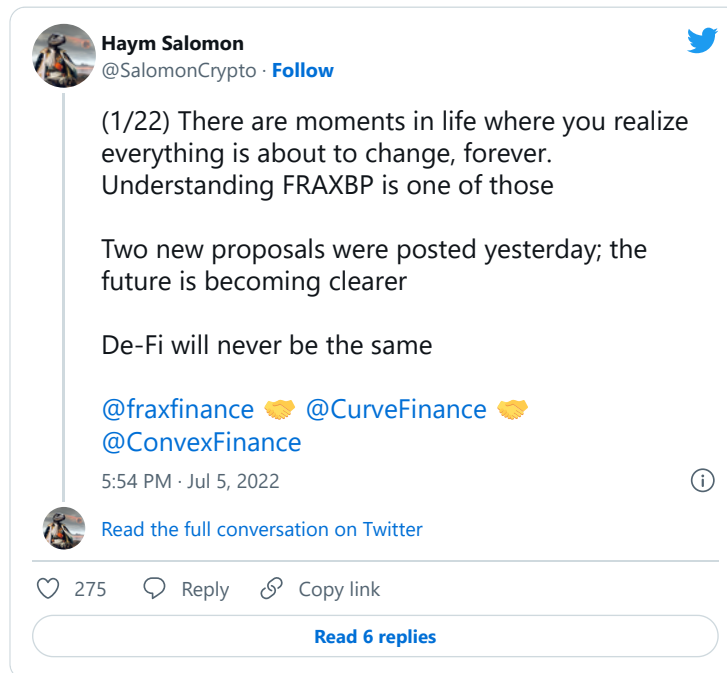 Haym Salomon
@SalomonCrypto · Follow
(1/22) There are moments in life where you realize
everything is about to change, forever.
Understanding FRAXBP is one of those
Two new proposals were posted yesterday; the
future is becoming clearer
De-Fi will never be the same
@fraxfinance 🤝 @CurveFinance 🤝
@ConvexFinance
5:54 PM · Jul 5, 2022
Read the full conversation on Twitter
275 Reply Copy link
Read 6 replies